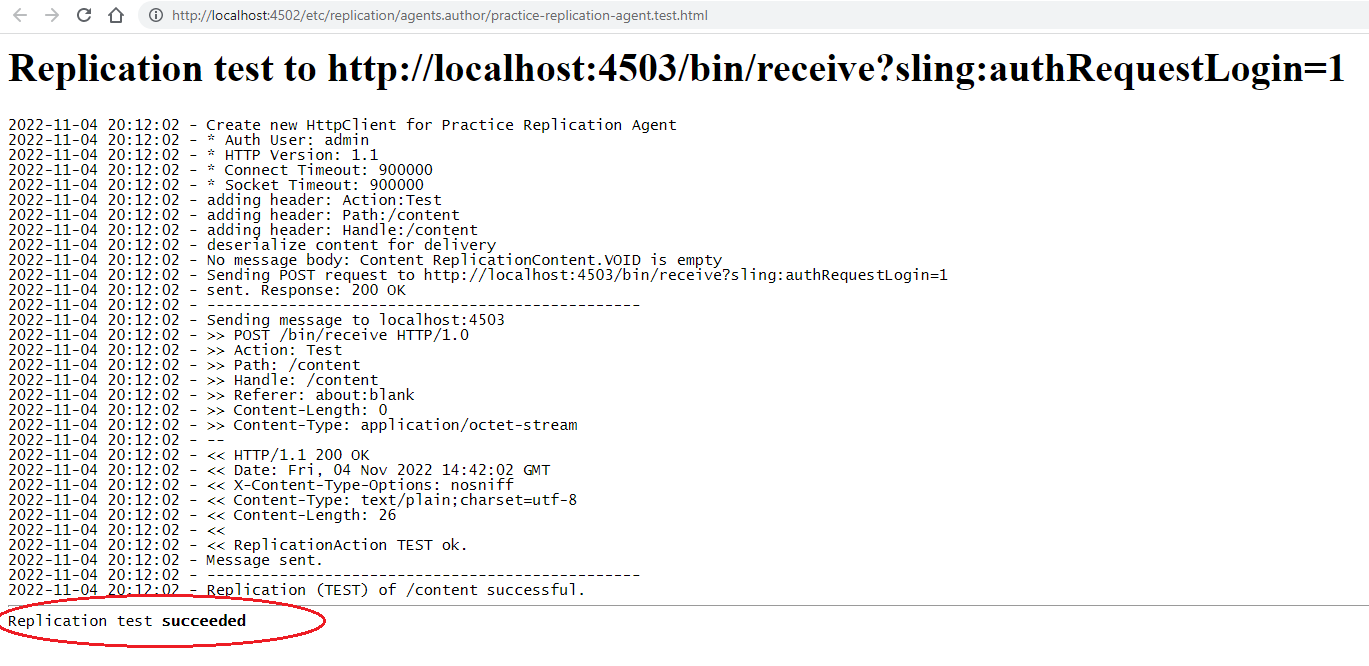 http://localhost:4502/etc/replication/agents.author/practice-replication-agent.test.html
Replication test to http://localhost:4503/bin/receive?sling:authRequestLogin=1
2022-11-04 20:12:02 - Create new HttpClient for Practice Replication Agent
2022-11-04 20:12:02 - * Auth User: admin
2022-11-04 20:12:02 - * HTTP Version: 1.1
2022-11-04 20:12:02 - * Connect Timeout: 900000
2022-11-04 20:12:02 - * Socket Timeout: 900000
2022-11-04 20:12:02 - adding header: Action:Test
2022-11-04 20:12:02 - adding header: Path:/content
2022-11-04 20:12:02 - adding header: Handle:/content
2022-11-04 20:12:02 - deserialize content for delivery
2022-11-04 20:12:02 - No message body: Content ReplicationContent.VOID is empty
2022-11-04 20:12:02 - Sending POST request to http://localhost:4503/bin/receive?sling:authRequestLogin=1
2022-11-04 20:12:02 - sent. Response: 200 OK
2022-11-04 20:12:02 - ------------------------------------------------
2022-11-04 20:12:02 - Sending message to localhost:4503
2022-11-04 20:12:02 - >> POST /bin/receive HTTP/1.0
2022-11-04 20:12:02 - >> Action: Test
2022-11-04 20:12:02 - >> Path: /content
2022-11-04 20:12:02 - >> Handle: /content
2022-11-04 20:12:02 - >> Referer: about:blank
2022-11-04 20:12:02 - >> Content-Length: 0
2022-11-04 20:12:02 - >> Content-Type: application/octet-stream
2022-11-04 20:12:02 - --
2022-11-04 20:12:02 - << HTTP/1.1 200 OK
2022-11-04 20:12:02 - << Date: Fri, 04 Nov 2022 14:42:02 GMT
2022-11-04 20:12:02 - << X-Content-Type-Options: nosniff
2022-11-04 20:12:02 - << Content-Type: text/plain;charset=utf-8
2022-11-04 20:12:02 - << Content-Length: 26
2022-11-04 20:12:02 - <<
2022-11-04 20:12:02 - << ReplicationAction TEST ok.
2022-11-04 20:12:02 - Message sent.
2022-11-04 20:12:02 - ------------------------------------------------
2022-11-04 20:12:02 - Replication (TEST) of /content successful.
Replication test succeeded